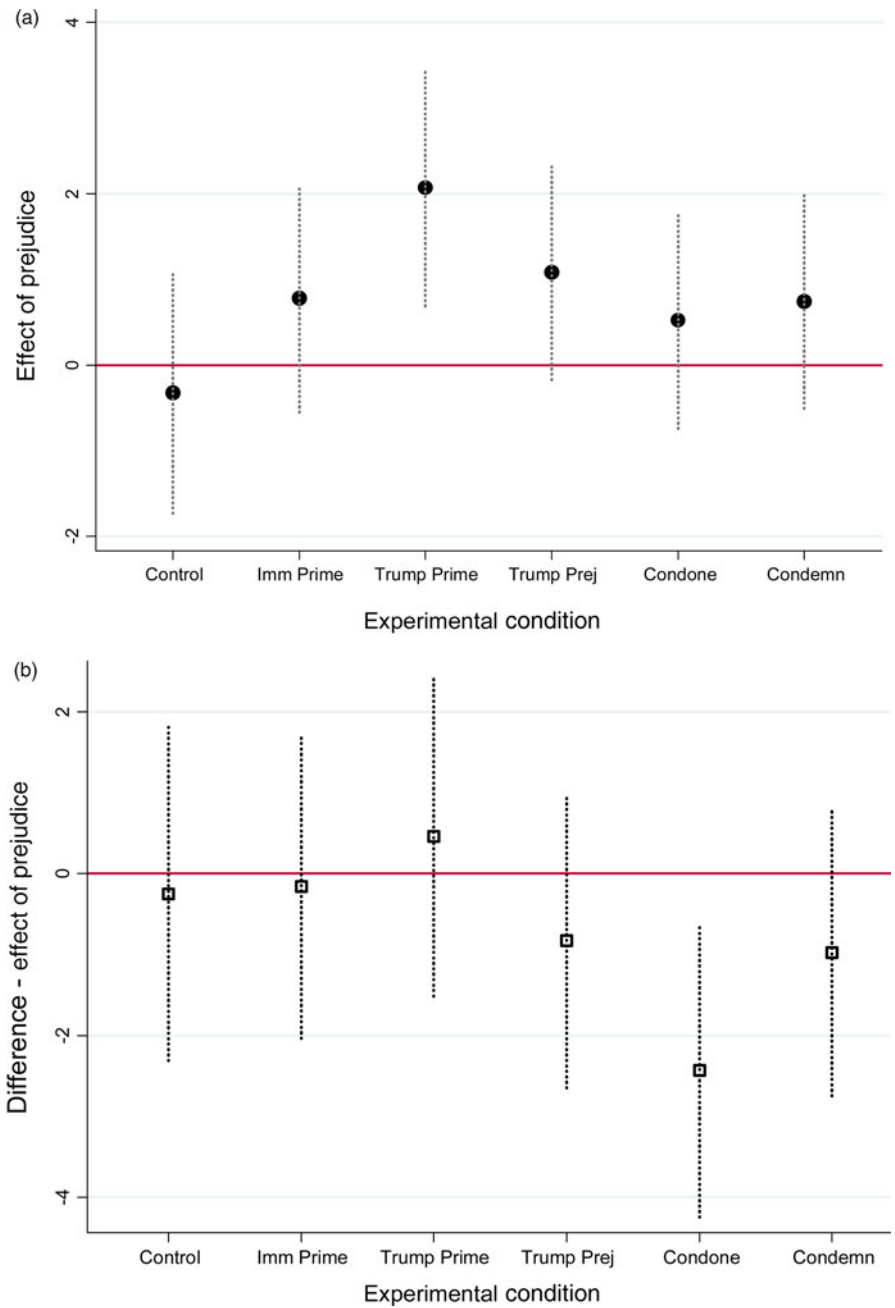 (a)
4
2
0
-2
Effect of prejudice
Control Imm Prime Trump Prime Trump Prej Condone Condemn
Experimental condition
(b)
2
0
-2
-4
Difference - effect of prejudice
Control Imm Prime Trump Prime Trump Prej Condone Condemn
Experimental condition